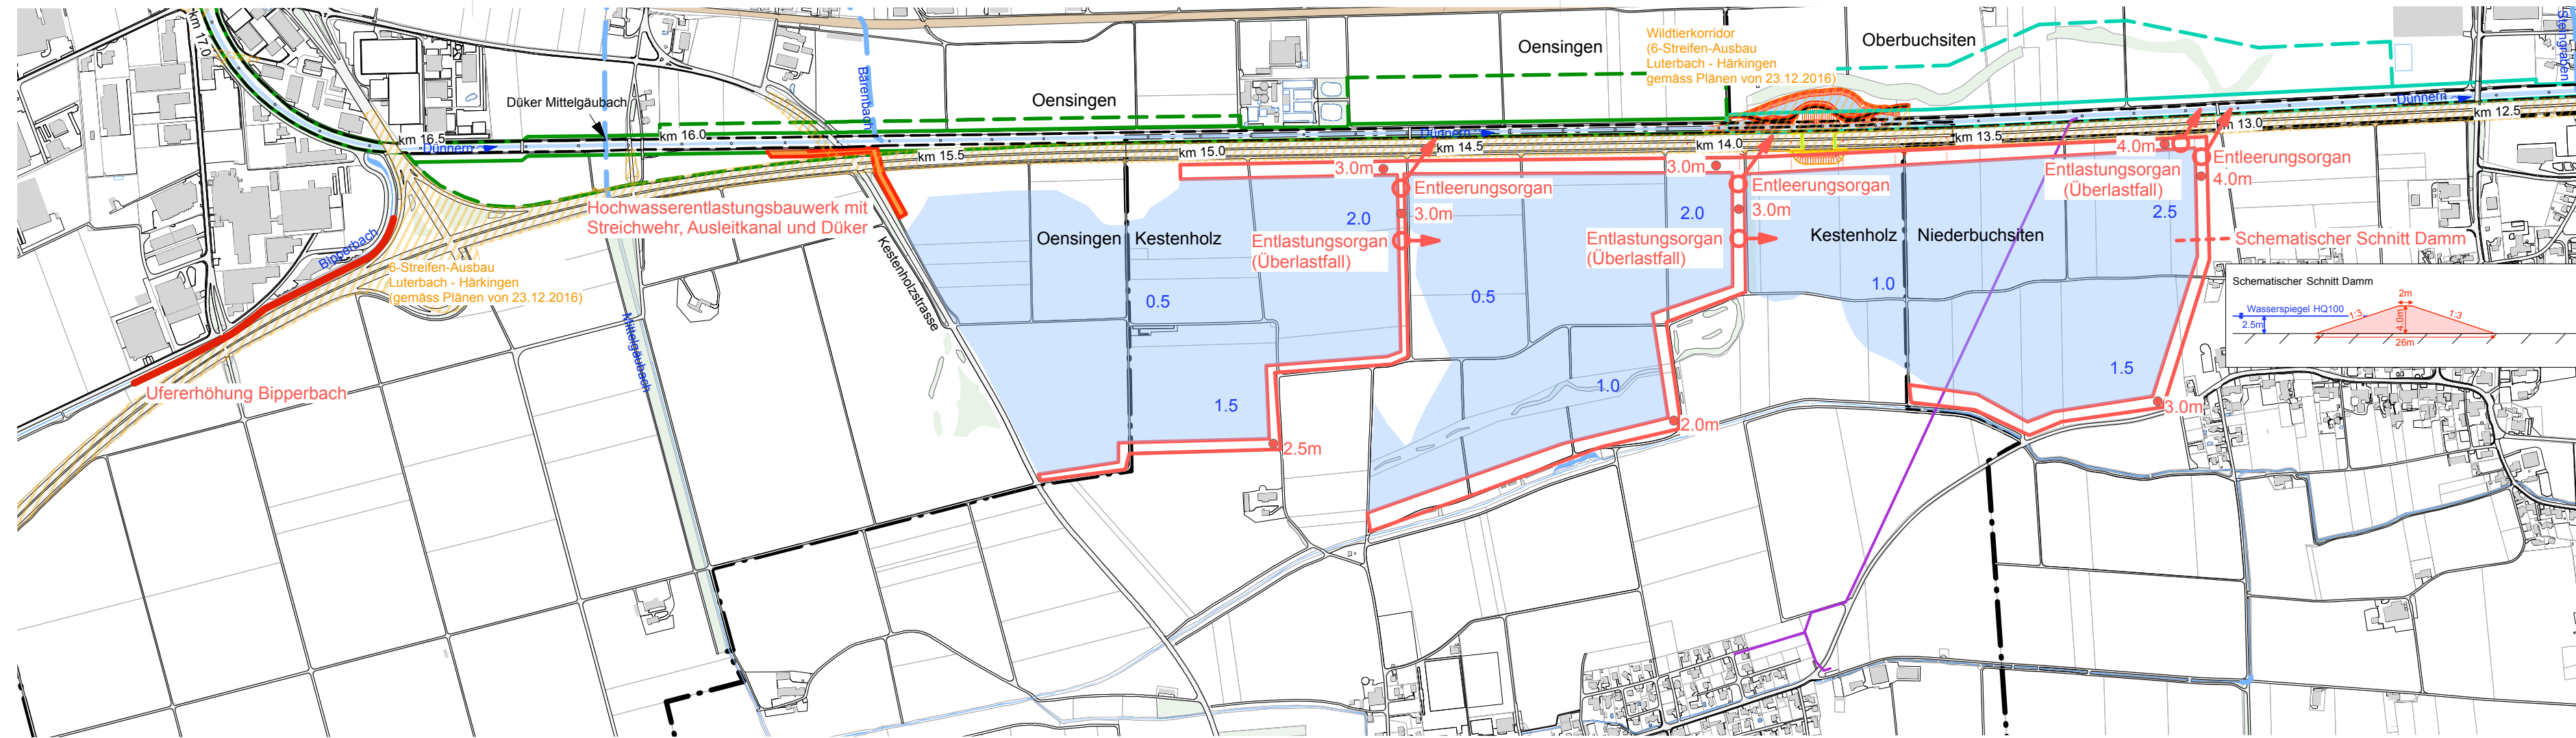 km 17.0
Bärenbach
Düker Mittelgäubach
Oensingen
Oensingen
Wildtierkorridor
(6-Streifen-Ausbau
Luterbach - Härkingen
gemäss Plänen von 23.12.2016)
Oberbuchsiten
Steingraben
km 16.5
Dünnern
km 16.0
km 15.5
km 15.0
Dünnern
km 14.5
km 14.0
km 13.5
km 13.0
Dünnern
km 12.5
3.0m
3.0m
4.0m
Entleerungsorgan
Entleerungsorgan
Entleerungsorgan
4.0m
Entlastungsorgan
(Überlastfall)
Hochwasserentlastungsbauwerk mit
Streichwehr, Ausleitkanal und Düker
2.0
3.0m
2.0
3.0m
2.5
Bipperbach
Kestenholzstrasse
Oensingen
Kestenholz
Entlastungsorgan
(Überlastfall)
Entlastungsorgan
(Überlastfall)
Kestenholz
Niederbuchsiten
Schematischer Schnitt Damm
6-Streifen-Ausbau
Luterbach - Härkingen
(gemäss Plänen von 23.12.2016)
0.5
0.5
1.0
Schematischer Schnitt Damm
2m
Wasserspiegel HQ100
1:3
1:3
2.5m
4.0m
26m
Mittelgäubach
Ufererhöhung Bipperbach
1.5
1.0
1.5
2.5m
2.0m
3.0m